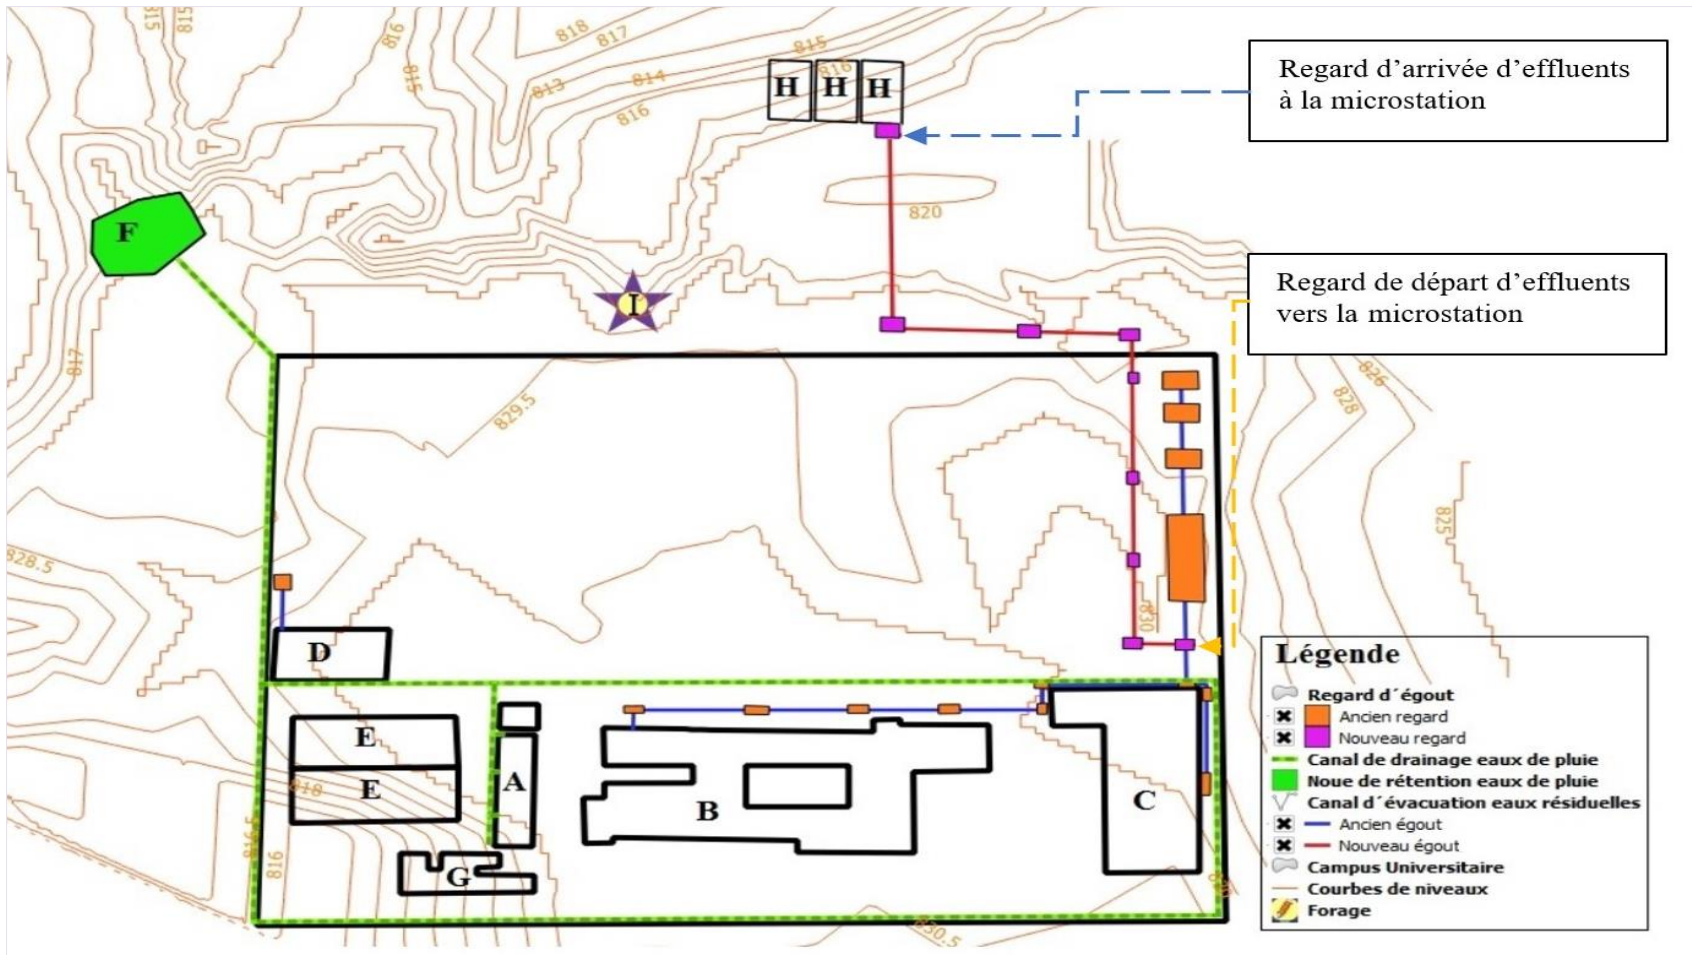 815
815
816
818
817
815
815
816
814
813
816
H
H
H
Regard d’arrivée d’effluents
à la microstation
F
820
I
Regard de départ d’effluents
vers la microstation
817
826
828
829.5
825
828.5
830
D
E
E
818
A
B
C
G
816.5
816
830.5
Légende
Regard d´égout
Ancien regard
Nouveau regard
Canal de drainage eaux de pluie
Noue de rétention eaux de pluie
Canal d´évacuation eaux résiduelles
Ancien égout
Nouveau égout
Campus Universitaire
Courbes de niveaux
Forage